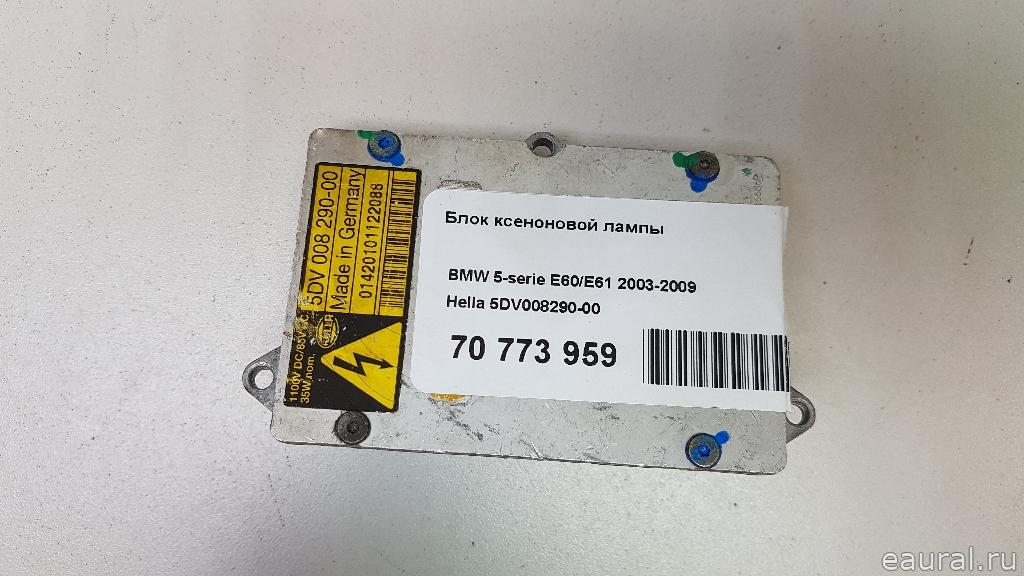 5DV 008 290-00
Made in Germany
01420101122088
HELLA
35W nom.
Блок ксеноновой лампы
BMW 5-serie E60/E61 2003-2009
Hella 5DV008290-00
70 773 959
eaural.ru